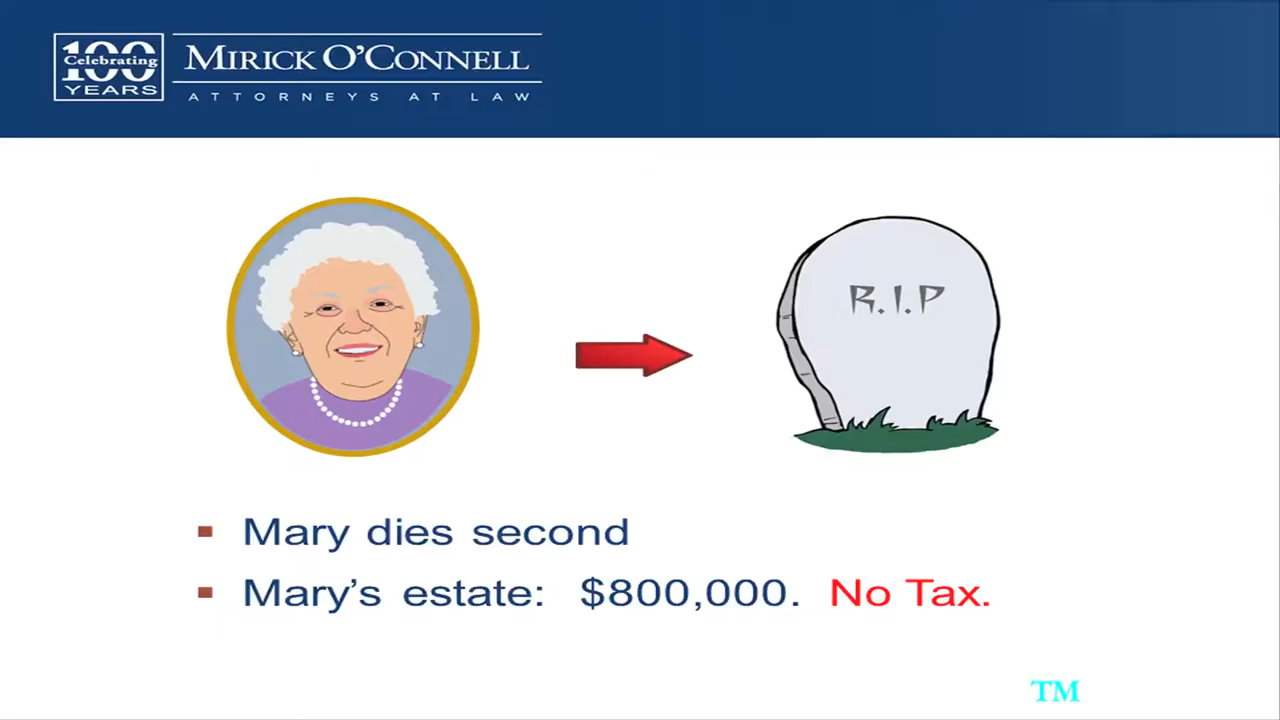 100
Celebrating
YEARS
MIRICK O'CONNELL
ATTORNEYS AT LAW
R.I.P
▪ Mary dies second
▪ Mary’s estate: $800,000. No Tax.
TM